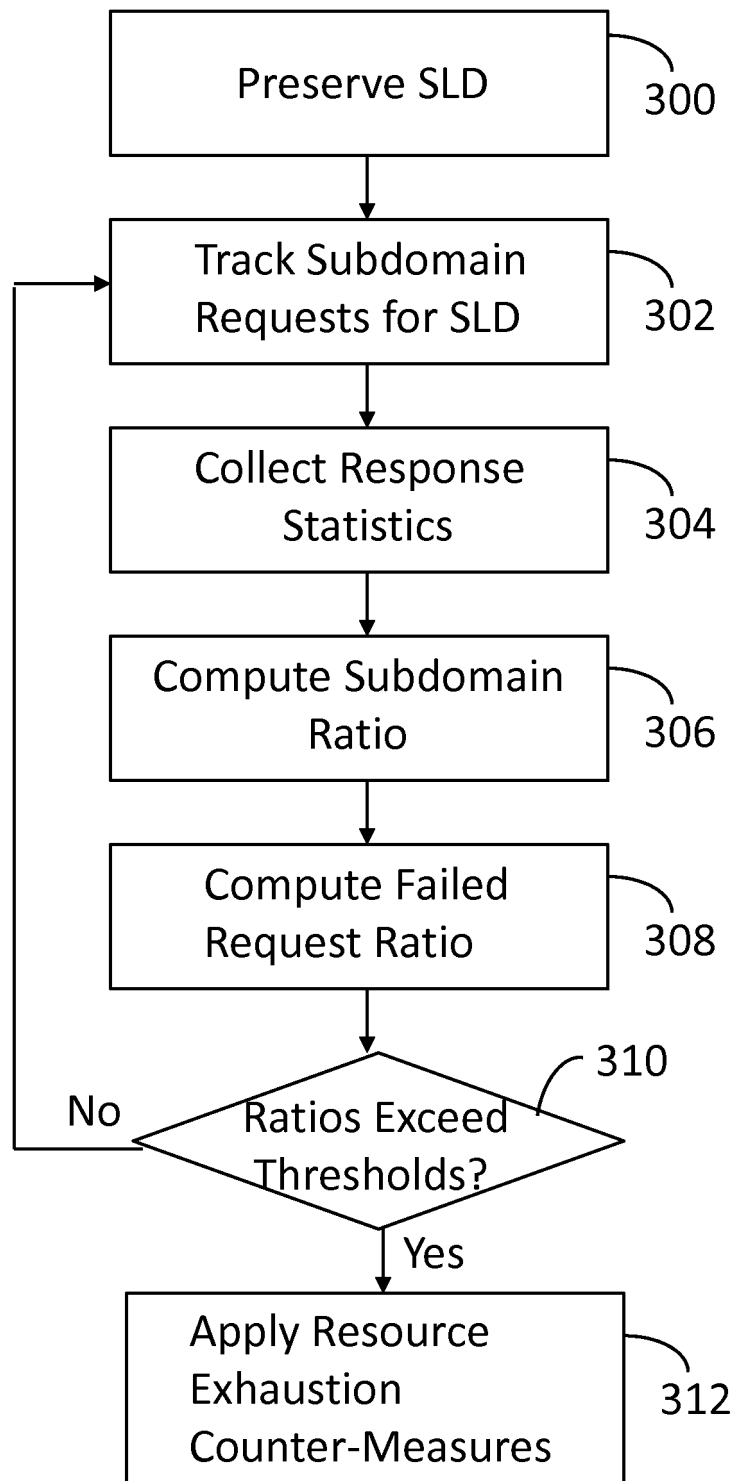 Preserve SLD
300
Track Subdomain
Requests for SLD
302
Collect Response
Statistics
304
Compute Subdomain
Ratio
306
Compute Failed
Request Ratio
308
310
No
Ratios Exceed
Thresholds?
Yes
Apply Resource
Exhaustion
Counter-Measures
312